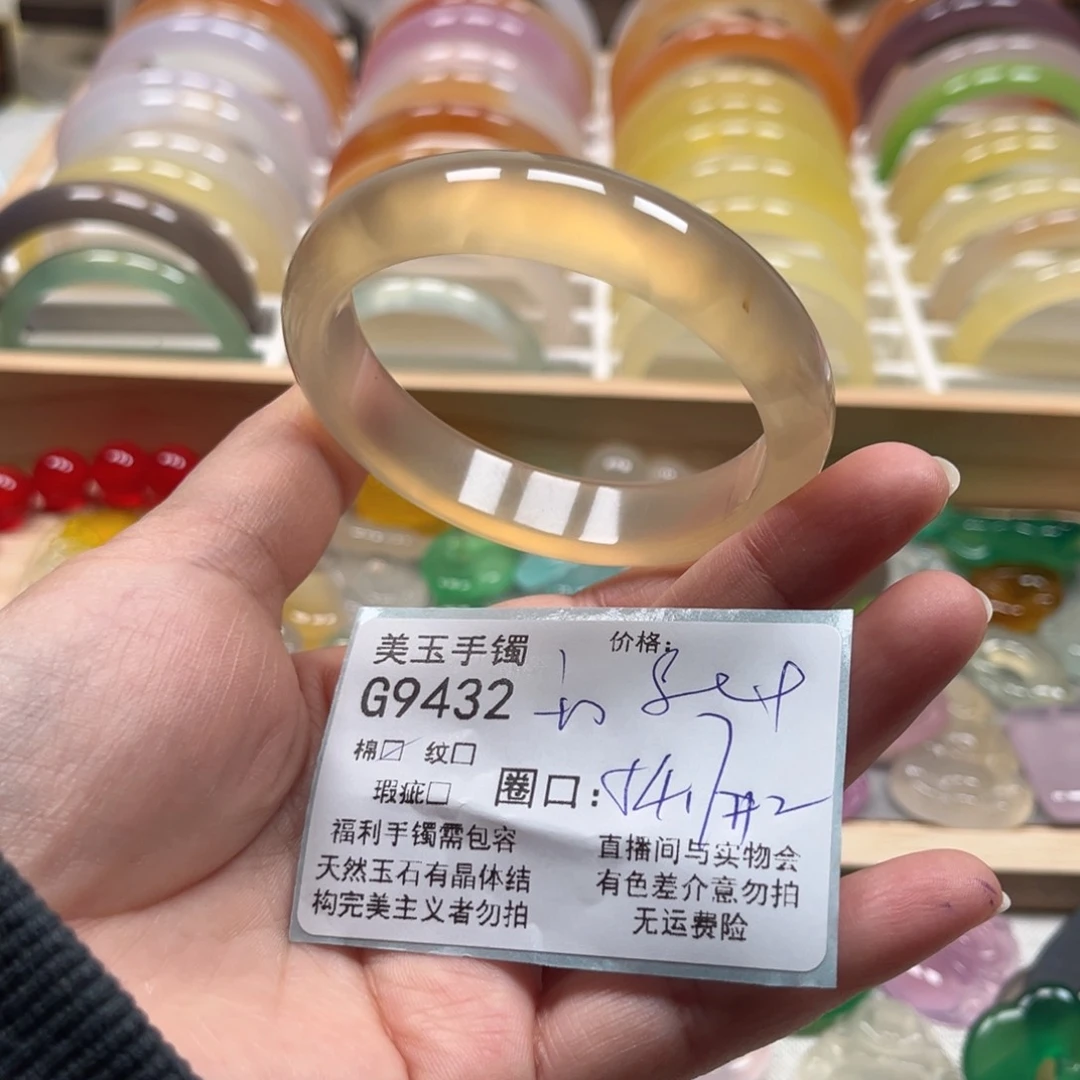 美玉手镯
价格:
G9432
棉☑ 纹☐
瑕疵☐
圈口:
福利手镯需包容
天然玉石有晶体结
构完美主义者勿拍
直播间与实物会
有色差介意勿拍
无运费险